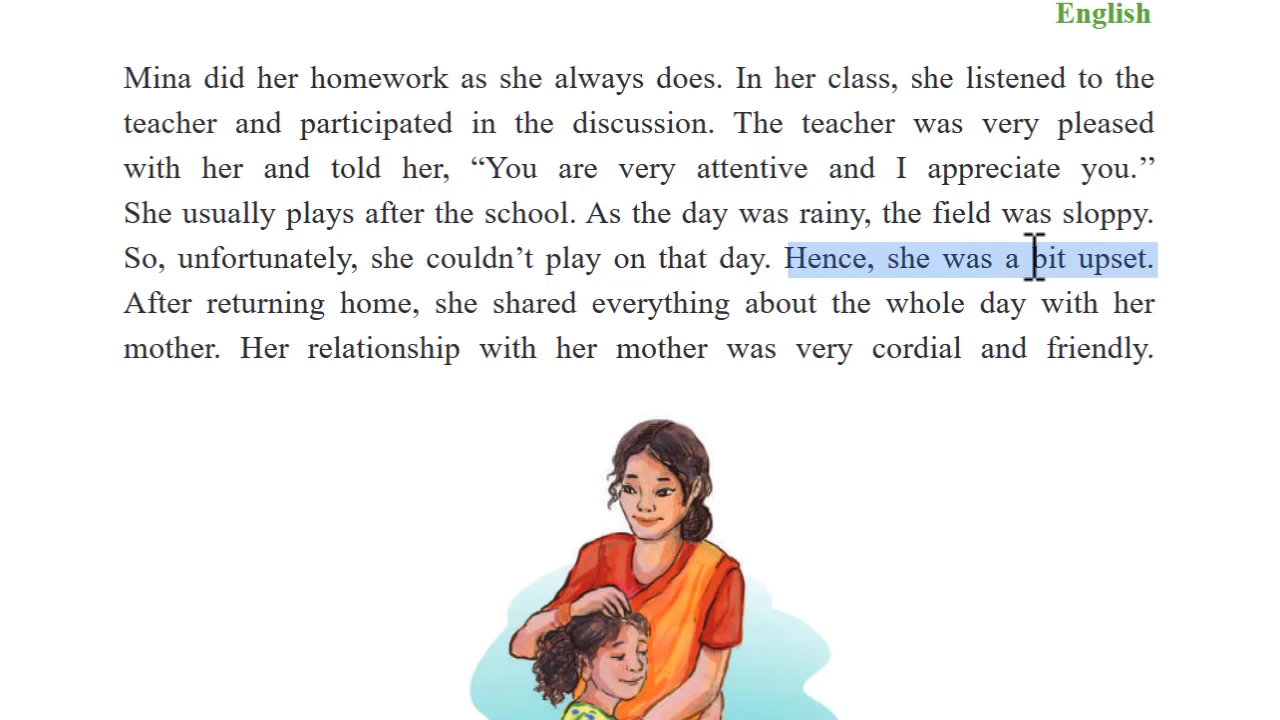 English
Mina did her homework as she always does. In her class, she listened to the
teacher and participated in the discussion. The teacher was very pleased
with her and told her, “You are very attentive and I appreciate you.’’
She usually plays after the school. As the day was rainy, the field was sloppy.
So, unfortunately, she couldn’t play on that day. Hence, she was a bit upset.
After returning home, she shared everything about the whole day with her
mother. Her relationship with her mother was very cordial and friendly.